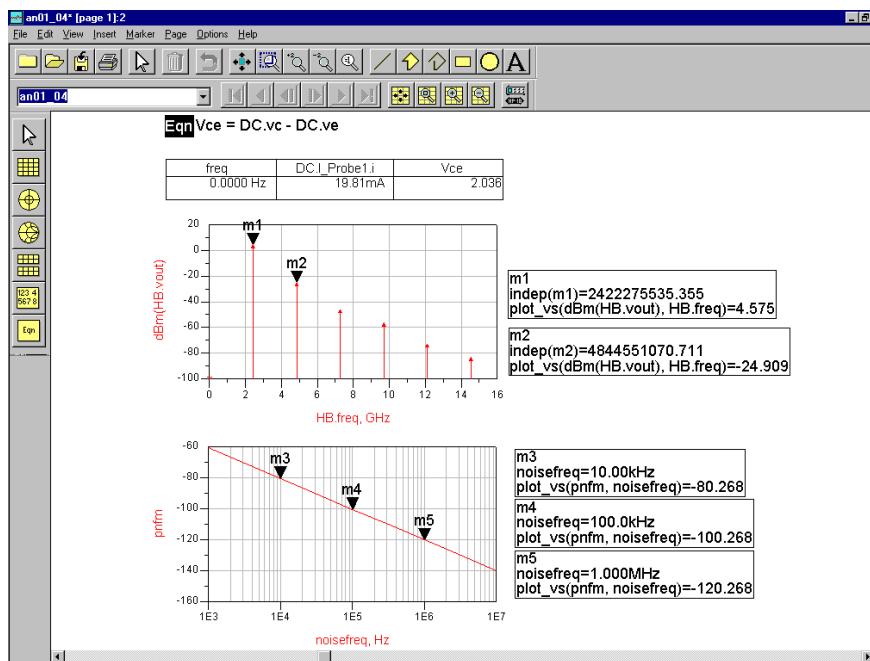 an01_04* [page 1]:2
File Edit View Insert Marker Page Options Help
an01_04
Eqn Vce = DC.vc - DC.ve
freq DC.I_Probe1.i Vce
0.0000 Hz 19.81mA 2.036
20
0
-20
-40
-60
-80
-100
dBm(HB.vout)
m1
m2
0 2 4 6 8 10 12 14 16
HB.freq, GHz
m1
indep(m1)=2422275535.355
plot_vs(dBm(HB.vout), HB.freq)=4.575
m2
indep(m2)=4844551070.711
plot_vs(dBm(HB.vout), HB.freq)=-24.909
-60
-80
-100
-120
-140
-160
pnfm
m3
m4
m5
1E3 1E4 1E5 1E6 1E7
noisefreq, Hz
m3
noisefreq=10.00kHz
plot_vs(pnfm, noisefreq)=-80.268
m4
noisefreq=100.0kHz
plot_vs(pnfm, noisefreq)=-100.268
m5
noisefreq=1.000MHz
plot_vs(pnfm, noisefreq)=-120.268
A
123 4
567 8
Eqn